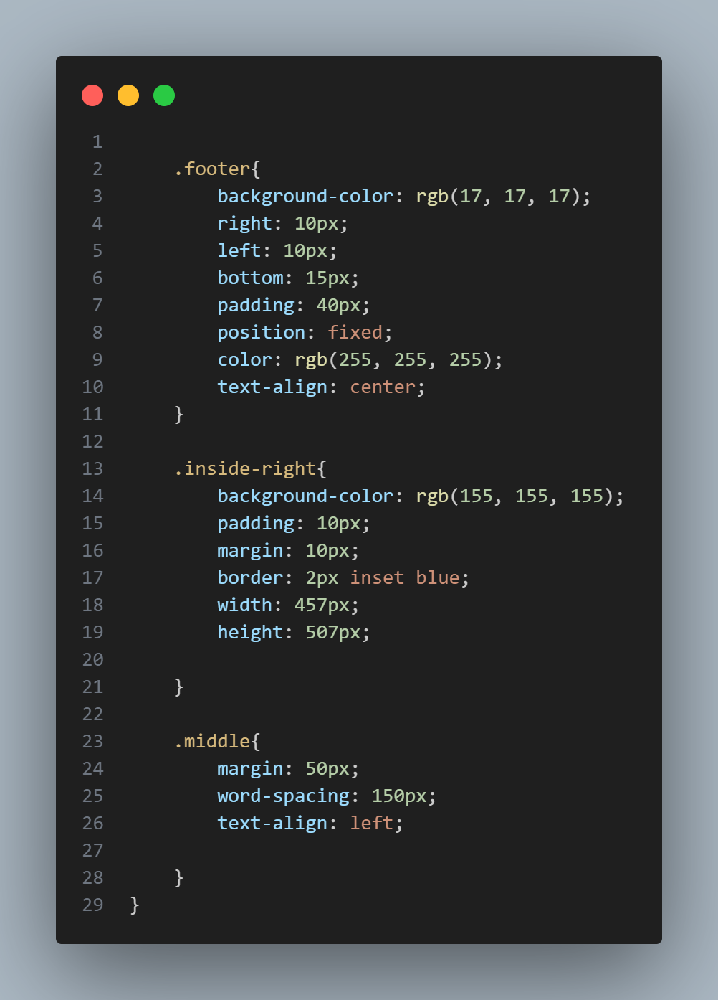 1
2     .footer{
3         background-color: rgb(17, 17, 17);
4         right: 10px;
5         left: 10px;
6         bottom: 15px;
7         padding: 40px;
8         position: fixed;
9         color: rgb(255, 255, 255);
10         text-align: center;
11     }
12
13     .inside-right{
14         background-color: rgb(155, 155, 155);
15         padding: 10px;
16         margin: 10px;
17         border: 2px inset blue;
18         width: 457px;
19         height: 507px;
20
21     }
22
23     .middle{
24         margin: 50px;
25         word-spacing: 150px;
26         text-align: left;
27
28     }
29 }